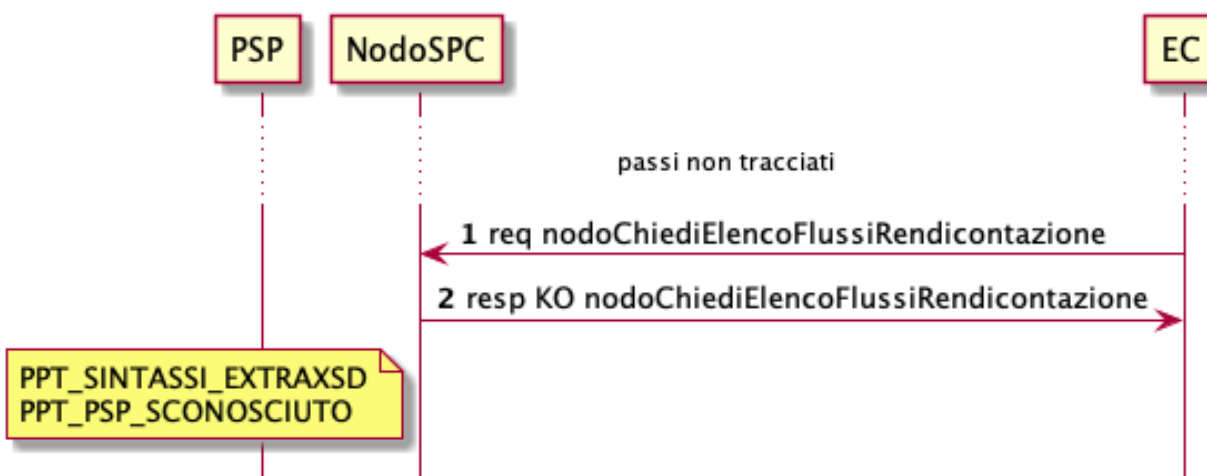 PSP
NodoSPC
EC
passi non tracciati
1 req nodoChiediElencoFlussiRendicontazione
2 resp KO nodoChiediElencoFlussiRendicontazione
PPT_SINTASSI_EXTRAXSD
PPT_PSP_SCONOSCIUTO